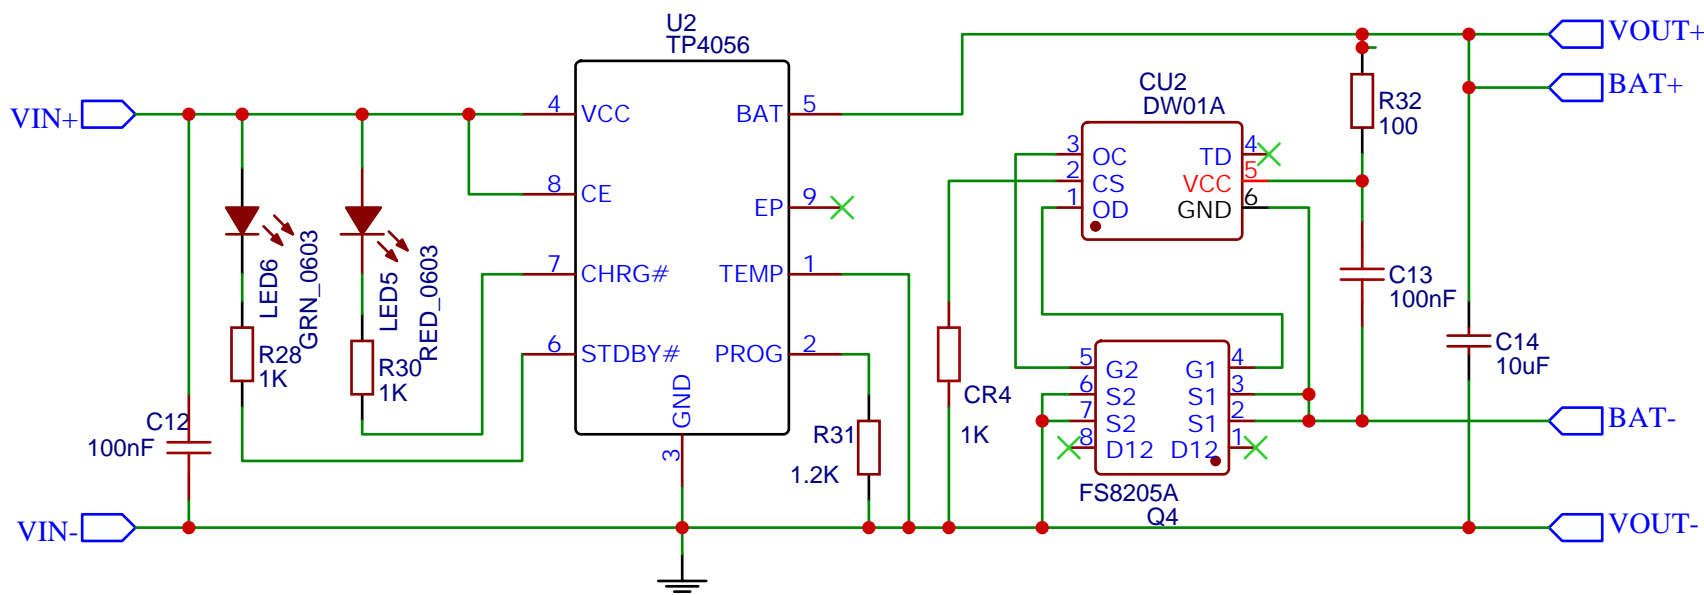 U2
TP4056
VOUT+
BAT+
VIN+
4
VCC
BAT
5
8
CE
EP
9
7
CHRG#
TEMP
1
6
STDBY#
PROG
2
GND
3
CU2
DW01A
3
OC
TD
4
2
CS
VCC
5
1
OD
GND
6
R32
100
C13
100nF
C14
10uF
LED6
GRN_0603
LED5
RED_0603
R28
1K
R30
1K
C12
100nF
R31
1.2K
CR4
1K
5
G2
G1
4
6
S2
S1
3
7
S2
S1
2
8
D12
D12
1
FS8205A
Q4
BAT-
VIN-
VOUT-